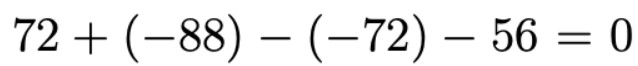 72 + (−88) − (−72) − 56 = 0